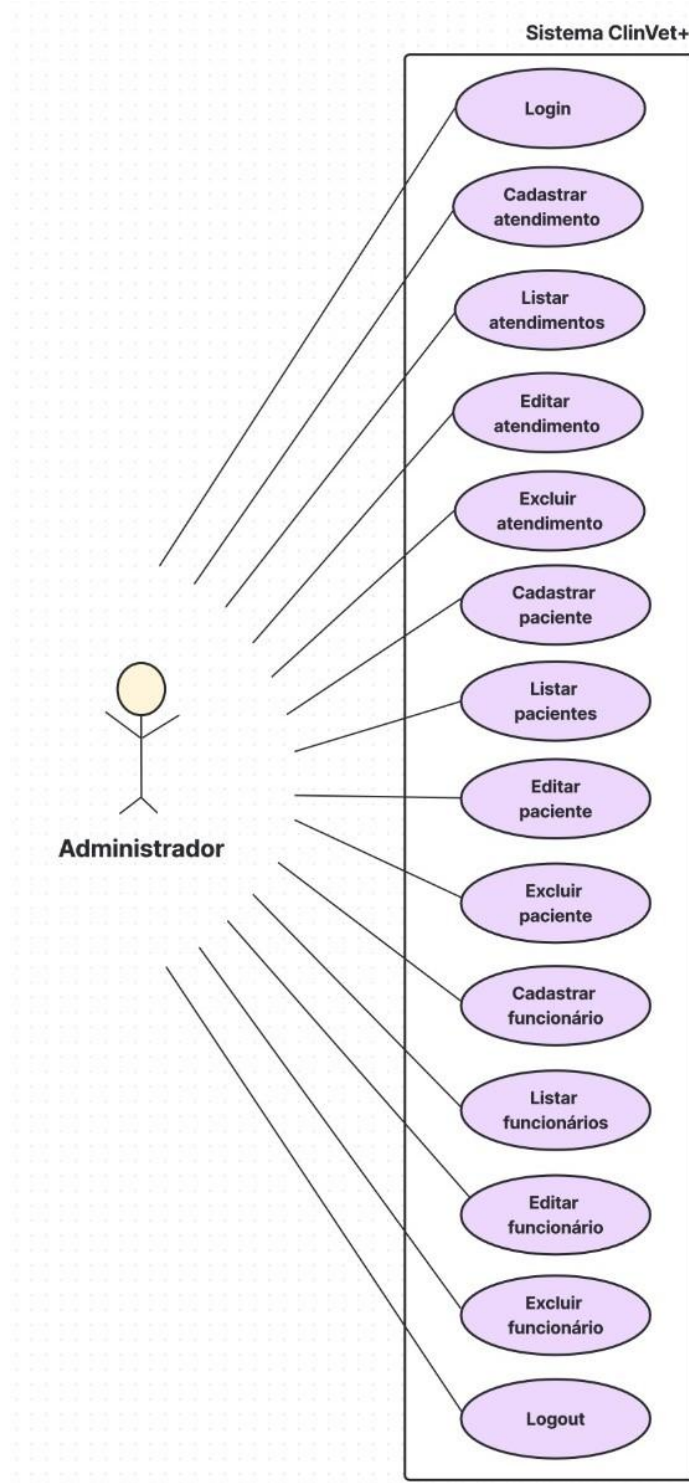 Sistema ClinVet+
Login
Cadastrar
atendimento
Listar
atendimentos
Editar
atendimento
Excluir
atendimento
Cadastrar
paciente
Listar
pacientes
Editar
paciente
Administrador
Excluir
paciente
Cadastrar
funcionário
Listar
funcionários
Editar
funcionário
Excluir
funcionário
Logout